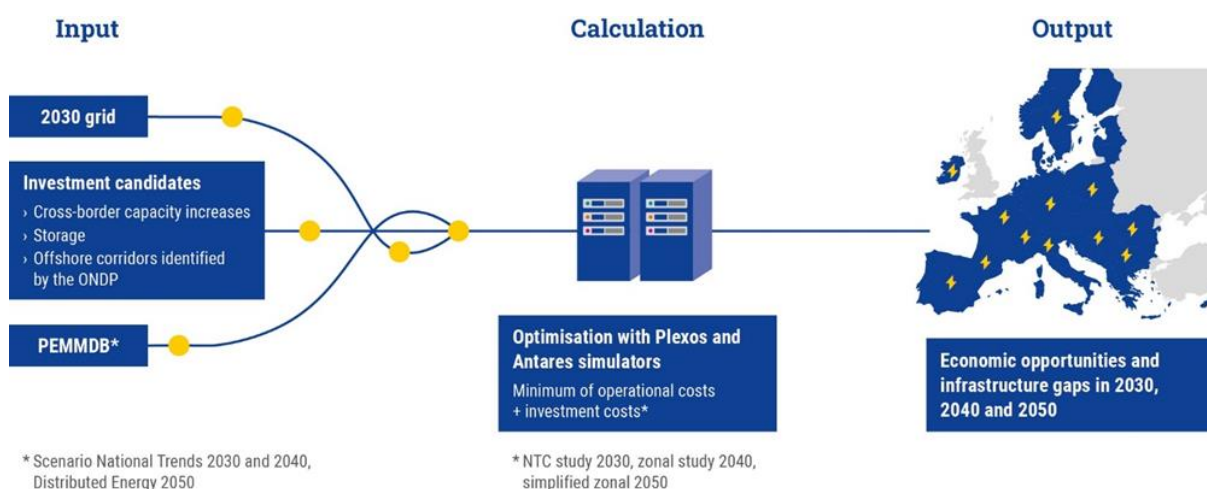 Input
Calculation
Output
2030 grid
Investment candidates
› Cross-border capacity increases
› Storage
› Offshore corridors identified
by the ONDP
PEMMDB*
* Scenario National Trends 2030 and 2040,
Distributed Energy 2050
Optimisation with Plexos and
Antares simulators
Minimum of operational costs
+ investment costs*
* NTC study 2030, zonal study 2040,
simplified zonal 2050
Economic opportunities and
infrastructure gaps in 2030,
2040 and 2050